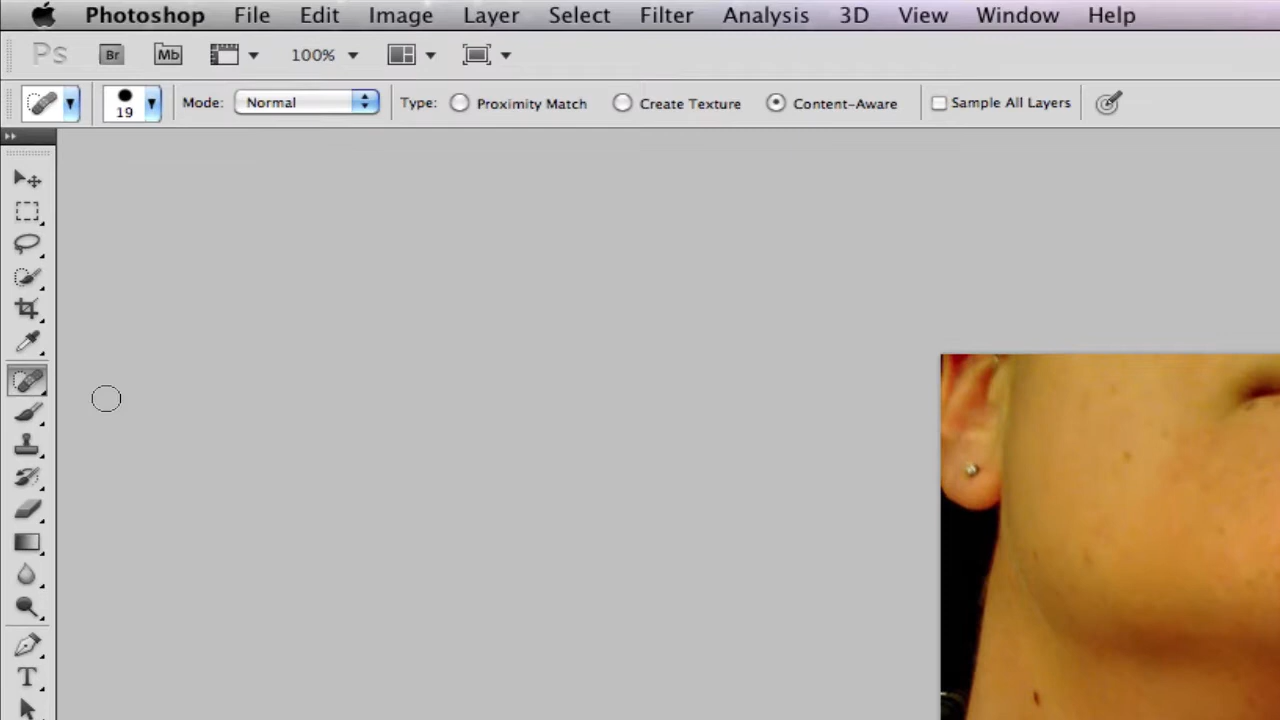 Photoshop File Edit Image Layer Select Filter Analysis 3D View Window Help
Ps Br Mb 100%
19 Mode: Normal Type: Proximity Match Create Texture Content-Aware Sample All Layers
T